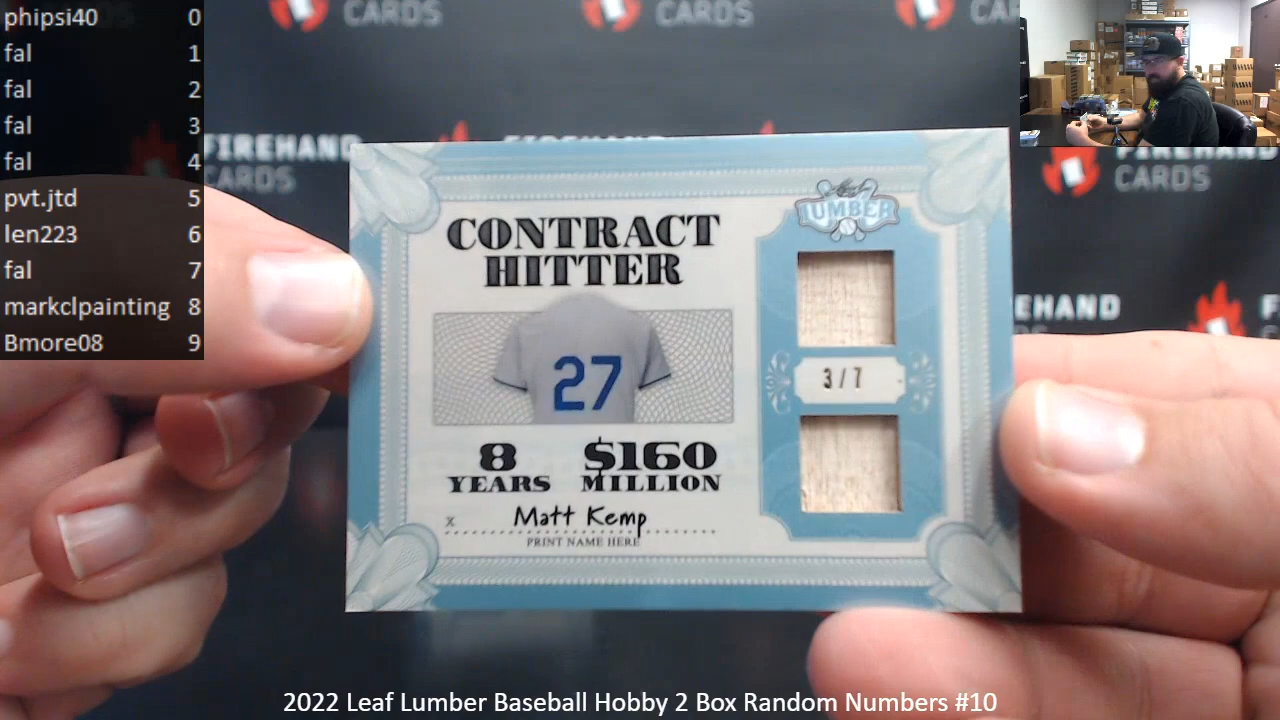 phipsi40 0
fal 1
fal 2
fal 3
fal 4
pvt.jtd 5
len223 6
fal 7
markclpainting 8
Bmore08 9
CARDS
CARDS
CARDS
FIREHAND
CARDS
FIREHAND
CARDS
EHAND
CONTRACT
HITTER
Leaf
LUMBER
27
3/7
8 $160
YEARS MILLION
x Matt Kemp
PRINT NAME HERE
2022 Leaf Lumber Baseball Hobby 2 Box Random Numbers #10